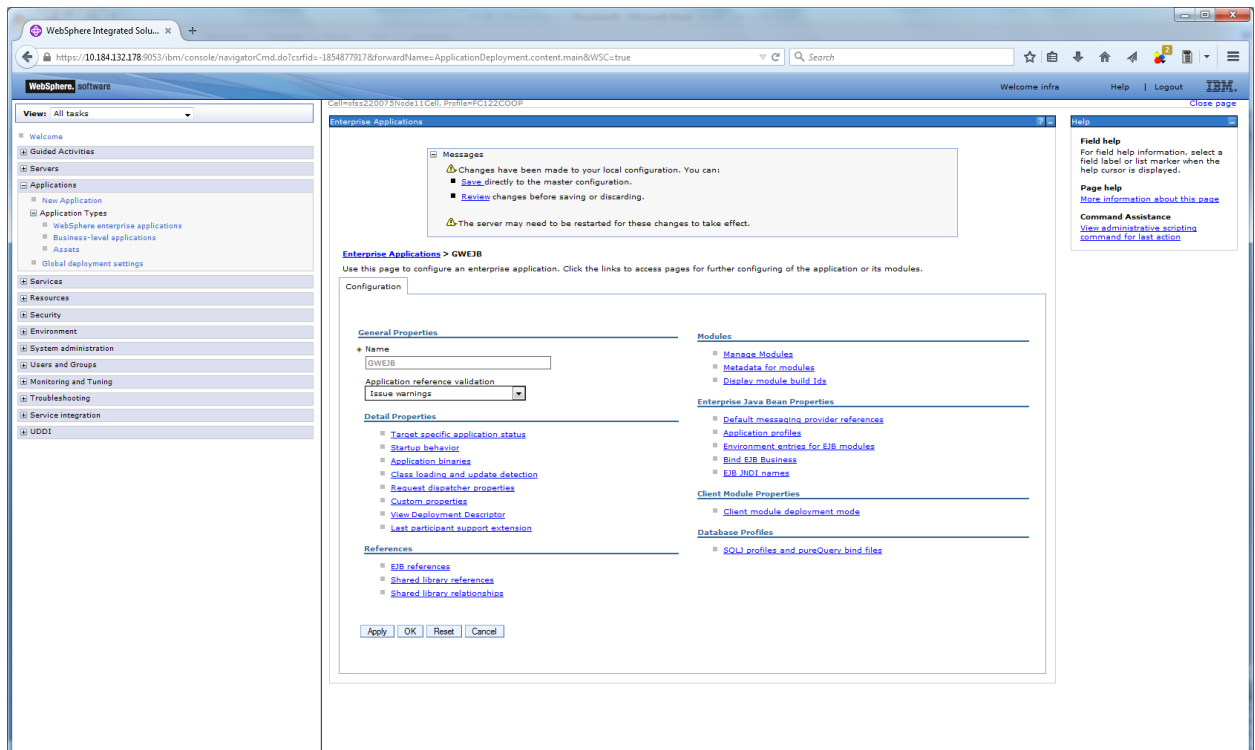 WebSphere Integrated Solu... × +
https://10.184.132.178:9053/ibm/console/navigatorCmd.do?csrfid=-1854877917&forwardName=ApplicationDeployment.content.main&WSC=true
Search
2
WebSphere. software
Welcome infra
Help | Logout
IBM.
View: All tasks
Welcome
Guided Activities
Servers
Applications
New Application
Application Types
WebSphere enterprise applications
Business-level applications
Assets
Global deployment settings
Services
Resources
Security
Environment
System administration
Users and Groups
Monitoring and Tuning
Troubleshooting
Service integration
UDDI
Cell=ofss220075Node11Cell, Profile=FC122COOP
Close page
Enterprise Applications
?
Messages
Changes have been made to your local configuration. You can:
Save directly to the master configuration.
Review changes before saving or discarding.
The server may need to be restarted for these changes to take effect.
Enterprise Applications > GWEJB
Use this page to configure an enterprise application. Click the links to access pages for further configuring of the application or its modules.
Configuration
General Properties
Name
GWEJB
Application reference validation
Issue warnings
Detail Properties
Target specific application status
Startup behavior
Application binaries
Class loading and update detection
Request dispatcher properties
Custom properties
View Deployment Descriptor
Last participant support extension
References
EJB references
Shared library references
Shared library relationships
Modules
Manage Modules
Metadata for modules
Display module build Ids
Enterprise Java Bean Properties
Default messaging provider references
Application profiles
Environment entries for EJB modules
Bind EJB Business
EJB JNDI names
Client Module Properties
Client module deployment mode
Database Profiles
SQLJ profiles and pureQuery bind files
Apply OK Reset Cancel
Help
Field help
For field help information, select a
field label or list marker when the
help cursor is displayed.
Page help
More information about this page
Command Assistance
View administrative scripting
command for last action